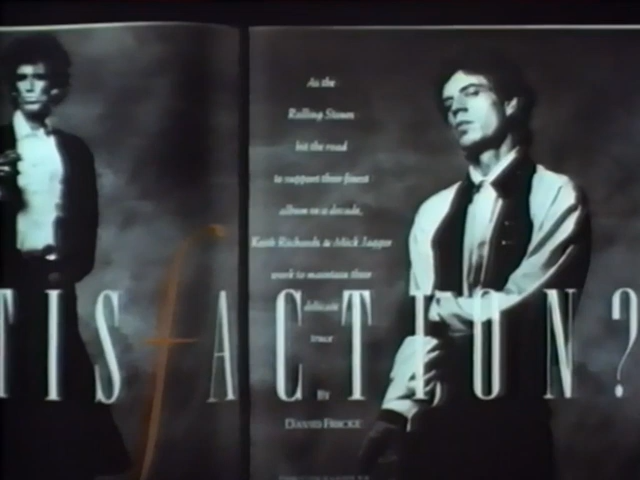 As the
Rolling Stones
hit the road
to support their finest
album in a decade,
Keith Richards & Mick Jagger
work to maintain their
delicate
truce
TISfACTION?
BY
DAVID FRICKE